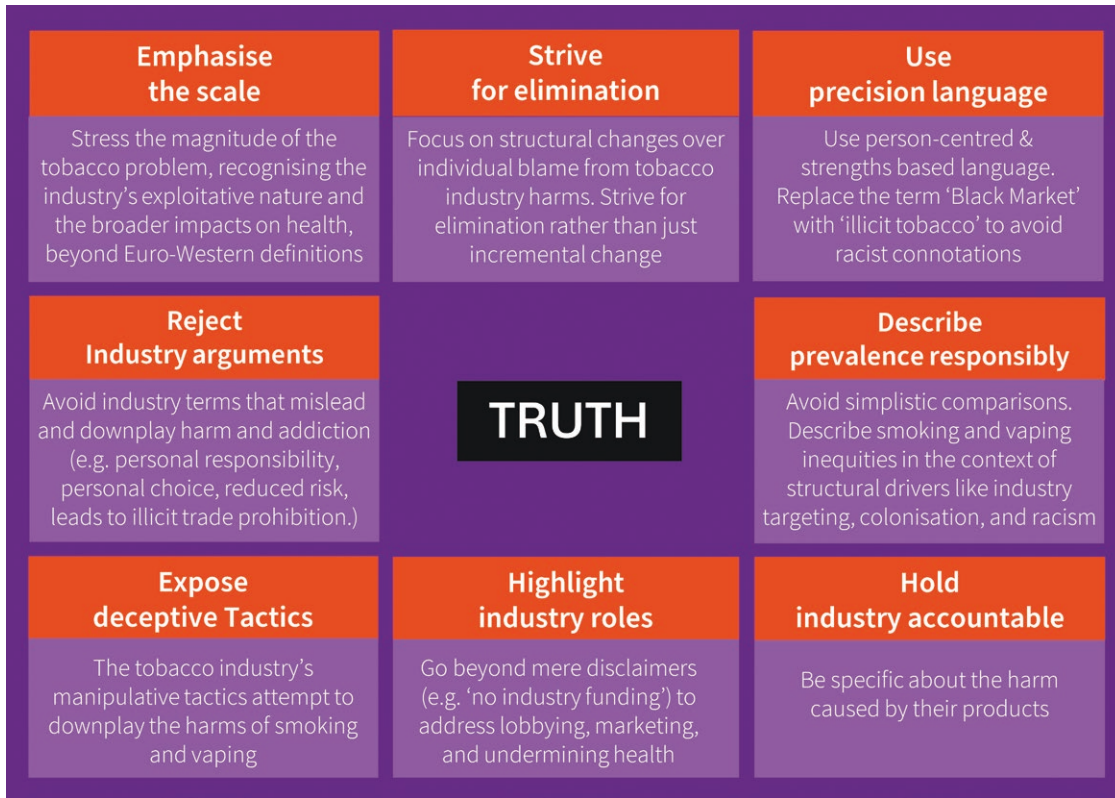 Emphasise
the scale
Stress the magnitude of the
tobacco problem, recognising the
industry's exploitative nature and
the broader impacts on health,
beyond Euro-Western definitions
Strive
for elimination
Focus on structural changes over
individual blame from tobacco
industry harms. Strive for
elimination rather than just
incremental change
Use
precision language
Use person-centred &
strengths based language.
Replace the term ‘Black Market’
with ‘illicit tobacco’ to avoid
racist connotations
Reject
Industry arguments
Avoid industry terms that mislead
and downplay harm and addiction
(e.g. personal responsibility,
personal choice, reduced risk,
leads to illicit trade prohibition.)
TRUTH
Describe
prevalence responsibly
Avoid simplistic comparisons.
Describe smoking and vaping
inequities in the context of
structural drivers like industry
targeting, colonisation, and racism
Expose
deceptive Tactics
The tobacco industry's
manipulative tactics attempt to
downplay the harms of smoking
and vaping
Highlight
industry roles
Go beyond mere disclaimers
(e.g. ‘no industry funding’) to
address lobbying, marketing,
and undermining health
Hold
industry accountable
Be specific about the harm
caused by their products